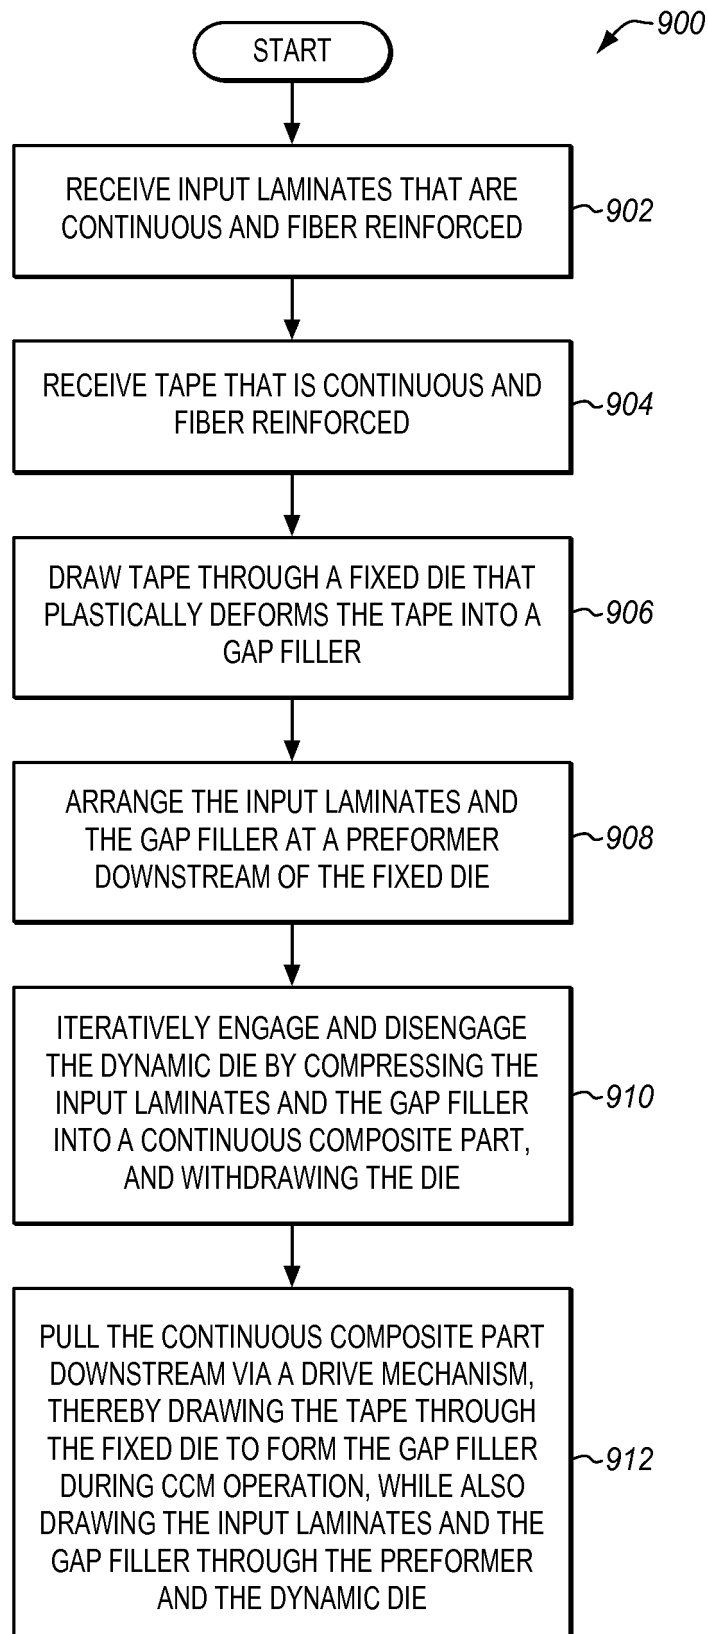 900
START
RECEIVE INPUT LAMINATES THAT ARE
CONTINUOUS AND FIBER REINFORCED
902
RECEIVE TAPE THAT IS CONTINUOUS AND
FIBER REINFORCED
904
DRAW TAPE THROUGH A FIXED DIE THAT
PLASTICALLY DEFORMS THE TAPE INTO A
GAP FILLER
906
ARRANGE THE INPUT LAMINATES AND
THE GAP FILLER AT A PREFORMER
DOWNSTREAM OF THE FIXED DIE
908
ITERATIVELY ENGAGE AND DISENGAGE
THE DYNAMIC DIE BY COMPRESSING THE
INPUT LAMINATES AND THE GAP FILLER
INTO A CONTINUOUS COMPOSITE PART,
AND WITHDRAWING THE DIE
910
PULL THE CONTINUOUS COMPOSITE PART
DOWNSTREAM VIA A DRIVE MECHANISM,
THEREBY DRAWING THE TAPE THROUGH
THE FIXED DIE TO FORM THE GAP FILLER
DURING CCM OPERATION, WHILE ALSO
DRAWING THE INPUT LAMINATES AND THE
GAP FILLER THROUGH THE PREFORMER
AND THE DYNAMIC DIE
912